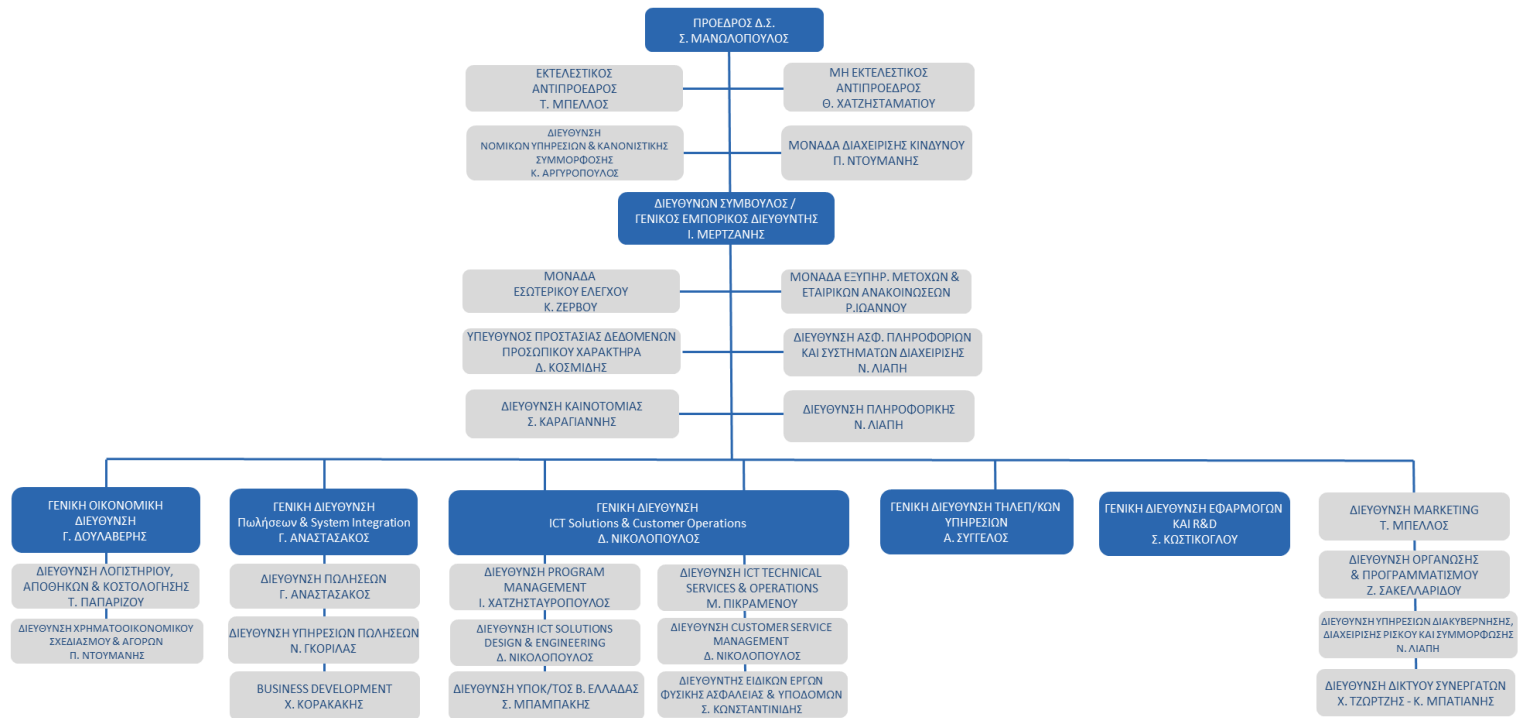 ΠΡΟΕΔΡΟΣ Δ.Σ.
Σ. ΜΑΝΩΛΟΠΟΥΛΟΣ
ΕΚΤΕΛΕΣΤΙΚΟΣ
ΑΝΤΙΠΡΟΕΔΡΟΣ
Τ. ΜΠΕΛΛΟΣ
ΜΗ ΕΚΤΕΛΕΣΤΙΚΟΣ
ΑΝΤΙΠΡΟΕΔΡΟΣ
Θ. ΧΑΤΖΗΣΤΑΜΑΤΙΟΥ
ΔΙΕΥΘΥΝΣΗ
ΝΟΜΙΚΩΝ ΥΠΗΡΕΣΙΩΝ & ΚΑΝΟΝΙΣΤΙΚΗΣ
ΣΥΜΜΟΡΦΩΣΗΣ
Κ. ΑΡΓΥΡΟΠΟΥΛΟΣ
ΜΟΝΑΔΑ ΔΙΑΧΕΙΡΙΣΗΣ ΚΙΝΔΥΝΟΥ
Π. ΝΤΟΥΜΑΝΗΣ
ΔΙΕΥΘΥΝΩΝ ΣΥΜΒΟΥΛΟΣ /
ΓΕΝΙΚΟΣ ΕΜΠΟΡΙΚΟΣ ΔΙΕΥΘΥΝΤΗΣ
Ι. ΜΕΡΤΖΑΝΗΣ
ΜΟΝΑΔΑ
ΕΣΩΤΕΡΙΚΟΥ ΕΛΕΓΧΟΥ
Κ. ΖΕΡΒΟΥ
ΜΟΝΑΔΑ ΕΞΥΠΗΡ. ΜΕΤΟΧΩΝ &
ΕΤΑΙΡΙΚΩΝ ΑΝΑΚΟΙΝΩΣΕΩΝ
Ρ.ΙΩΑΝΝΟΥ
ΥΠΕΥΘΥΝΟΣ ΠΡΟΣΤΑΣΙΑΣ ΔΕΔΟΜΕΝΩΝ
ΠΡΟΣΩΠΙΚΟΥ ΧΑΡΑΚΤΗΡΑ
Δ. ΚΟΣΜΙΔΗΣ
ΔΙΕΥΘΥΝΣΗ ΑΣΦ. ΠΛΗΡΟΦΟΡΙΩΝ
ΚΑΙ ΣΥΣΤΗΜΑΤΩΝ ΔΙΑΧΕΙΡΙΣΗΣ
Ν. ΛΙΑΠΗ
ΔΙΕΥΘΥΝΣΗ ΚΑΙΝΟΤΟΜΙΑΣ
Σ. ΚΑΡΑΓΙΑΝΝΗΣ
ΔΙΕΥΘΥΝΣΗ ΠΛΗΡΟΦΟΡΙΚΗΣ
Ν. ΛΙΑΠΗ
ΓΕΝΙΚΗ ΟΙΚΟΝΟΜΙΚΗ
ΔΙΕΥΘΥΝΣΗ
Γ. ΔΟΥΛΑΒΕΡΗΣ
ΔΙΕΥΘΥΝΣΗ ΛΟΓΙΣΤΗΡΙΟΥ,
ΑΠΟΘΗΚΩΝ & ΚΟΣΤΟΛΟΓΗΣΗΣ
Τ. ΠΑΠΑΡΙΖΟΥ
ΔΙΕΥΘΥΝΣΗ ΧΡΗΜΑΤΟΟΙΚΟΝΟΜΙΚΟΥ
ΣΧΕΔΙΑΣΜΟΥ & ΑΓΟΡΩΝ
Π. ΝΤΟΥΜΑΝΗΣ
ΓΕΝΙΚΗ ΔΙΕΥΘΥΝΣΗ
Πωλήσεων & System Integration
Γ. ΑΝΑΣΤΑΣΑΚΟΣ
ΔΙΕΥΘΥΝΣΗ ΠΩΛΗΣΕΩΝ
Γ. ΑΝΑΣΤΑΣΑΚΟΣ
ΔΙΕΥΘΥΝΣΗ ΥΠΗΡΕΣΙΩΝ ΠΩΛΗΣΕΩΝ
Ν. ΓΚΟΡΙΛΑΣ
BUSINESS DEVELOPMENT
Χ. ΚΟΡΑΚΑΚΗΣ
ΓΕΝΙΚΗ ΔΙΕΥΘΥΝΣΗ
ICT Solutions & Customer Operations
Δ. ΝΙΚΟΛΟΠΟΥΛΟΣ
ΔΙΕΥΘΥΝΣΗ PROGRAM
MANAGEMENT
Ι. ΧΑΤΖΗΣΤΑΥΡΟΠΟΥΛΟΣ
ΔΙΕΥΘΥΝΣΗ ICT SOLUTIONS
DESIGN & ENGINEERING
Δ. ΝΙΚΟΛΟΠΟΥΛΟΣ
ΔΙΕΥΘΥΝΣΗ ΥΠΟΚ/ΤΟΣ Β. ΕΛΛΑΔΑΣ
Σ. ΜΠΑΜΠΑΚΗΣ
ΔΙΕΥΘΥΝΣΗ ICT TECHNICAL
SERVICES & OPERATIONS
Μ. ΠΙΚΡΑΜΕΝΟΥ
ΔΙΕΥΘΥΝΣΗ CUSTOMER SERVICE
MANAGEMENT
Δ. ΝΙΚΟΛΟΠΟΥΛΟΣ
ΔΙΕΥΘΥΝΤΗΣ ΕΙΔΙΚΩΝ ΕΡΓΩΝ
ΦΥΣΙΚΗΣ ΑΣΦΑΛΕΙΑΣ & ΥΠΟΔΟΜΩΝ
Σ. ΚΩΝΣΤΑΝΤΙΝΙΔΗΣ
ΓΕΝΙΚΗ ΔΙΕΥΘΥΝΣΗ ΤΗΛΕΠ/ΚΩΝ
ΥΠΗΡΕΣΙΩΝ
Α. ΣΥΓΓΕΛΟΣ
ΓΕΝΙΚΗ ΔΙΕΥΘΥΝΣΗ ΕΦΑΡΜΟΓΩΝ
ΚΑΙ R&D
Σ. ΚΩΣΤΙΚΟΓΛΟΥ
ΔΙΕΥΘΥΝΣΗ MARKETING
Τ. ΜΠΕΛΛΟΣ
ΔΙΕΥΘΥΝΣΗ ΟΡΓΑΝΩΣΗΣ
& ΠΡΟΓΡΑΜΜΑΤΙΣΜΟΥ
Ζ. ΣΑΚΕΛΛΑΡΙΔΟΥ
ΔΙΕΥΘΥΝΣΗ ΥΠΗΡΕΣΙΩΝ ΔΙΑΚΥΒΕΡΝΗΣΗΣ,
ΔΙΑΧΕΙΡΙΣΗΣ ΡΙΣΚΟΥ ΚΑΙ ΣΥΜΜΟΡΦΩΣΗΣ
Ν. ΛΙΑΠΗ
ΔΙΕΥΘΥΝΣΗ ΔΙΚΤΥΟΥ ΣΥΝΕΡΓΑΤΩΝ
Χ. ΤΖΩΡΤΖΗΣ - Κ. ΜΠΑΤΙΑΝΗΣ